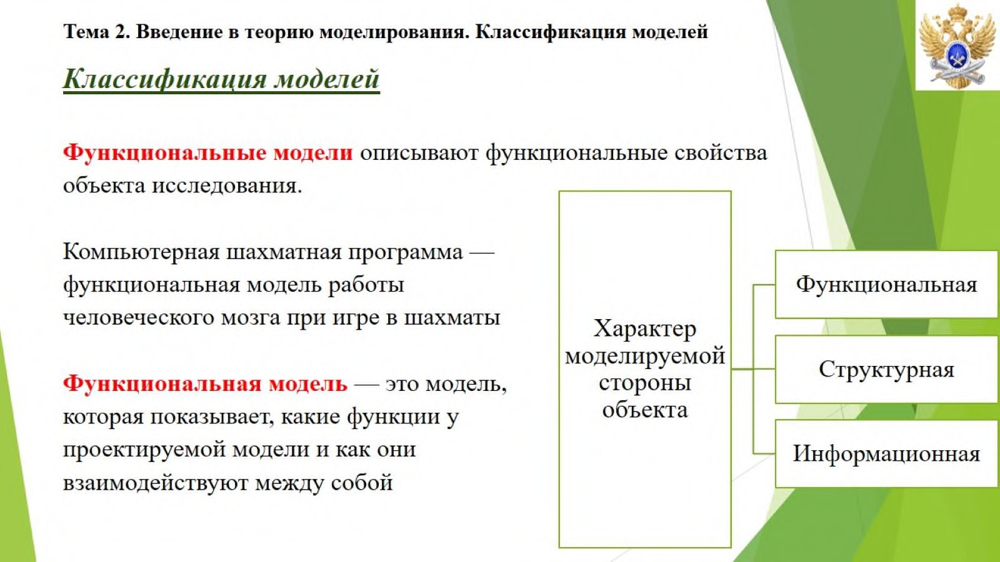 Тема 2. Введение в теорию моделирования. Классификация моделей
Классификация моделей
Функциональные модели описывают функциональные свойства
объекта исследования.
Компьютерная шахматная программа —
функциональная модель работы
человеческого мозга при игре в шахматы
Функциональная модель — это модель,
которая показывает, какие функции у
проектируемой модели и как они
взаимодействуют между собой
Характер
моделируемой
стороны
объекта
Функциональная
Структурная
Информационная